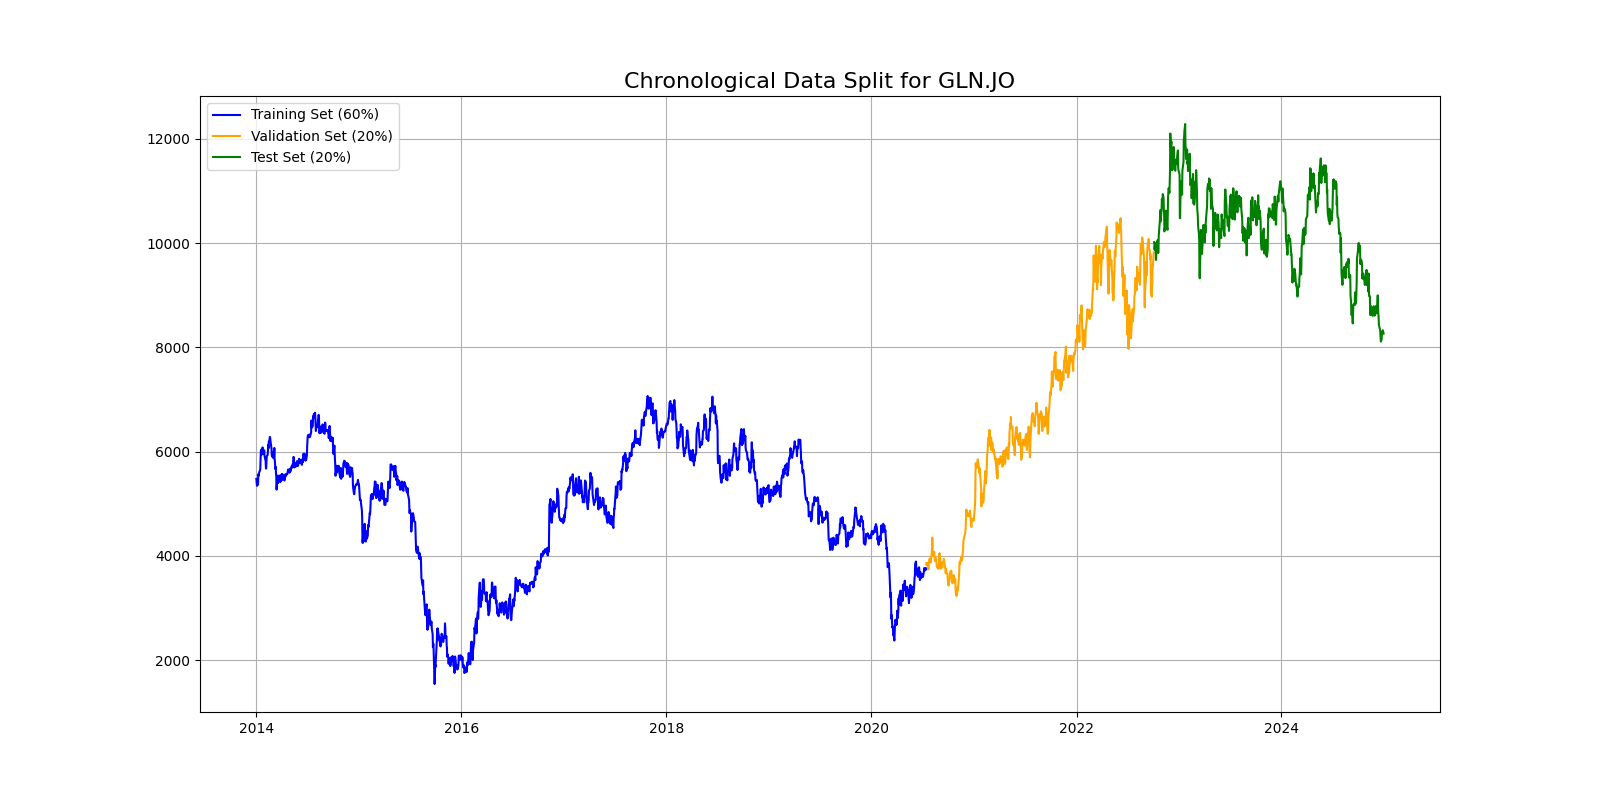 Chronological Data Split for GLN.JO
Training Set (60%)
Validation Set (20%)
Test Set (20%)
12000
10000
8000
6000
4000
2000
2014 2016 2018 2020 2022 2024